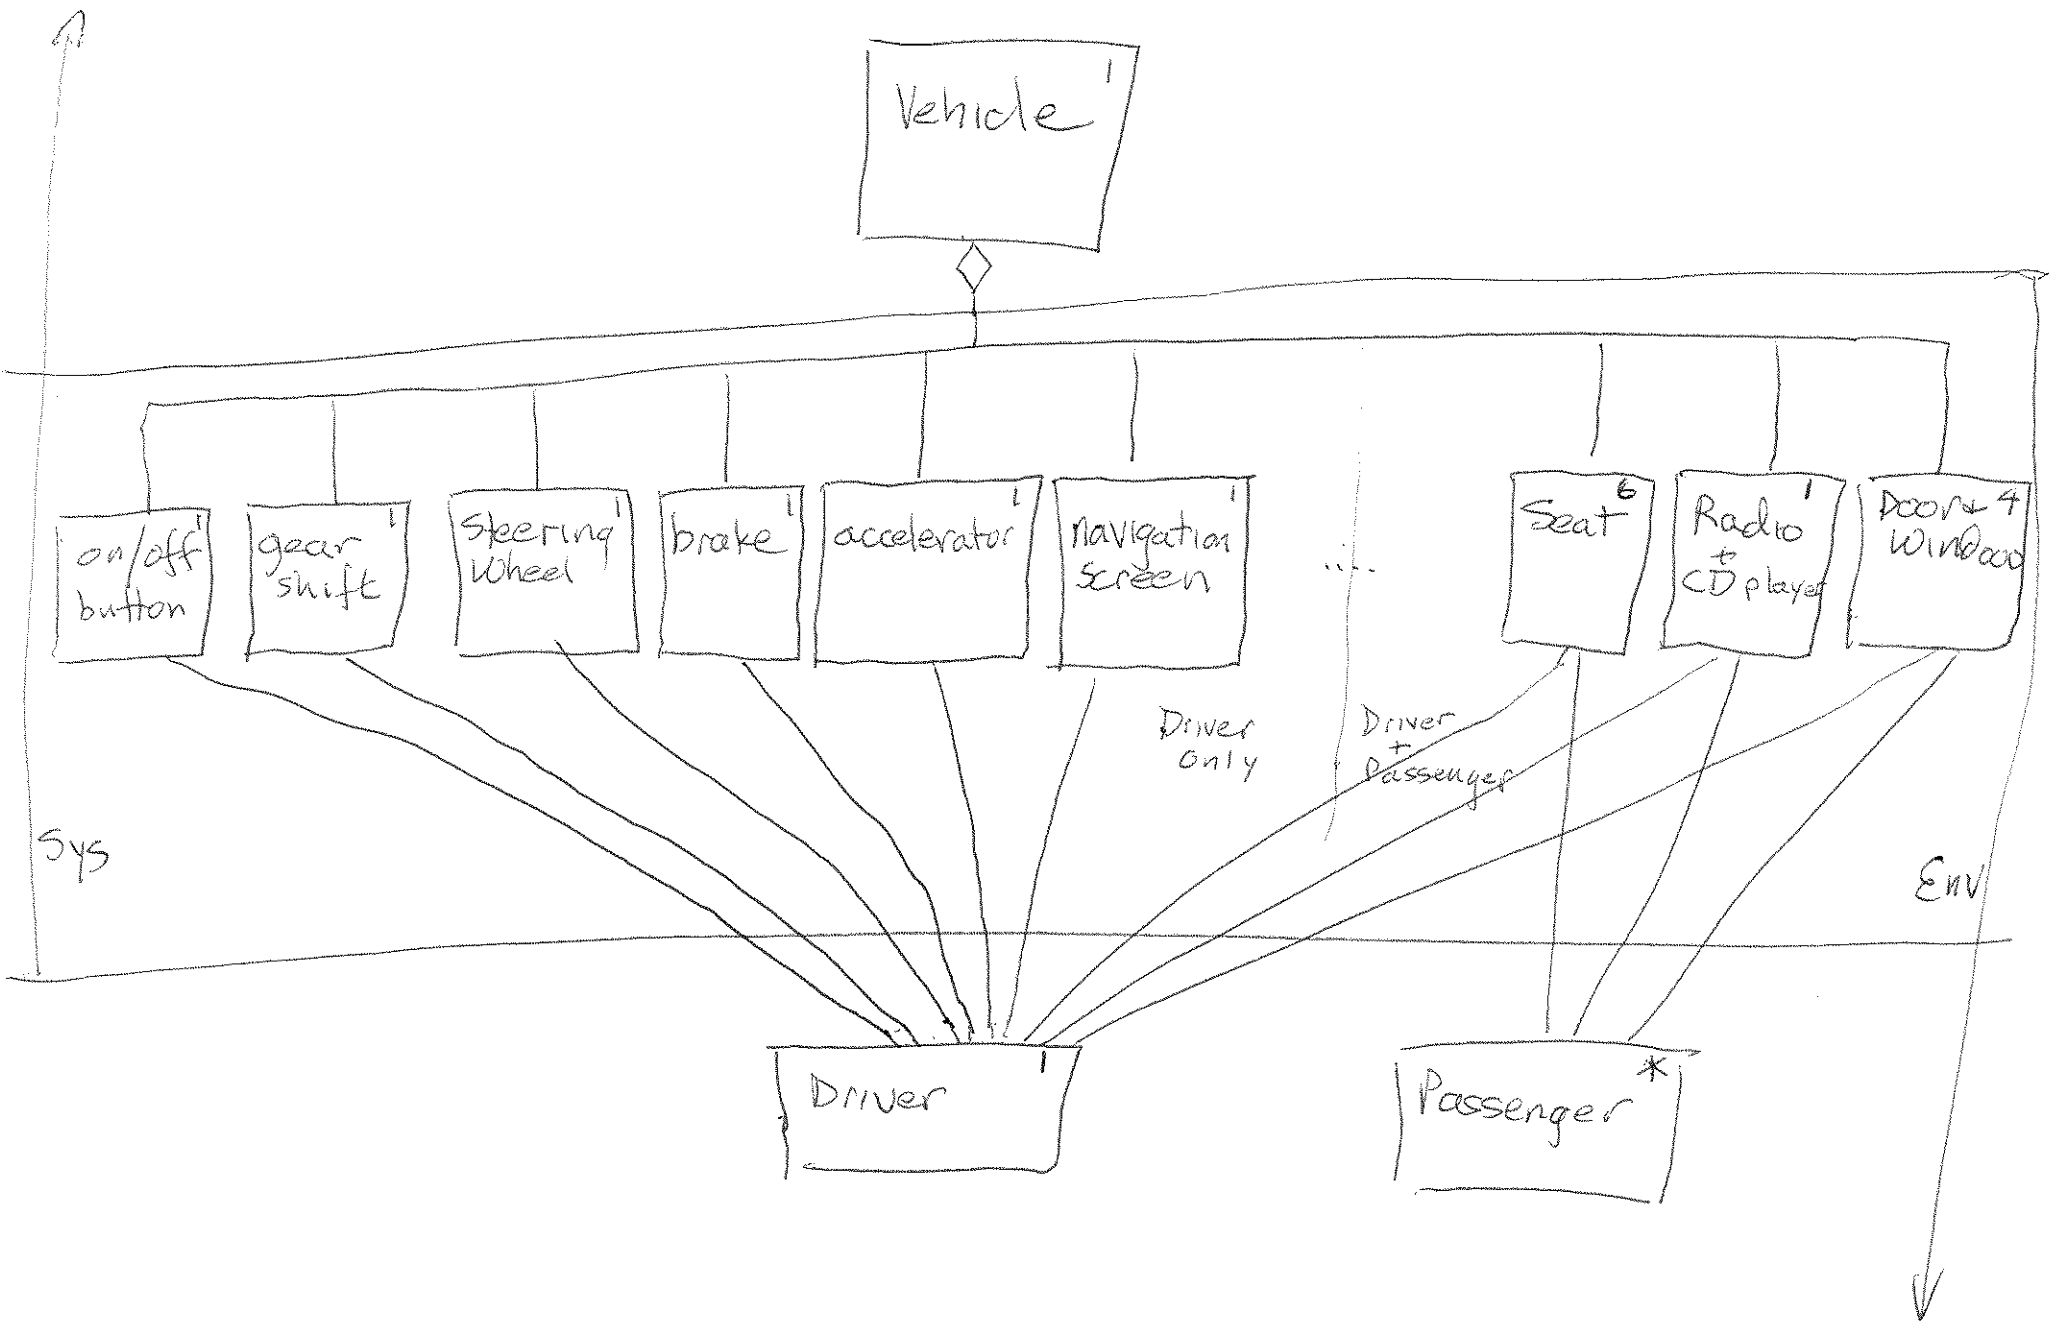 Vehicle 1
on/off 1
button
gear 1
shift
Steering 1
Wheel
brake 1
accelerator 1
navigation 1
screen
.....
Seat 6
Radio 1
+
CD player
Door & 4
Window
Driver
only
Driver
+
Passenger
Sys
Env
Driver 1
Passenger *